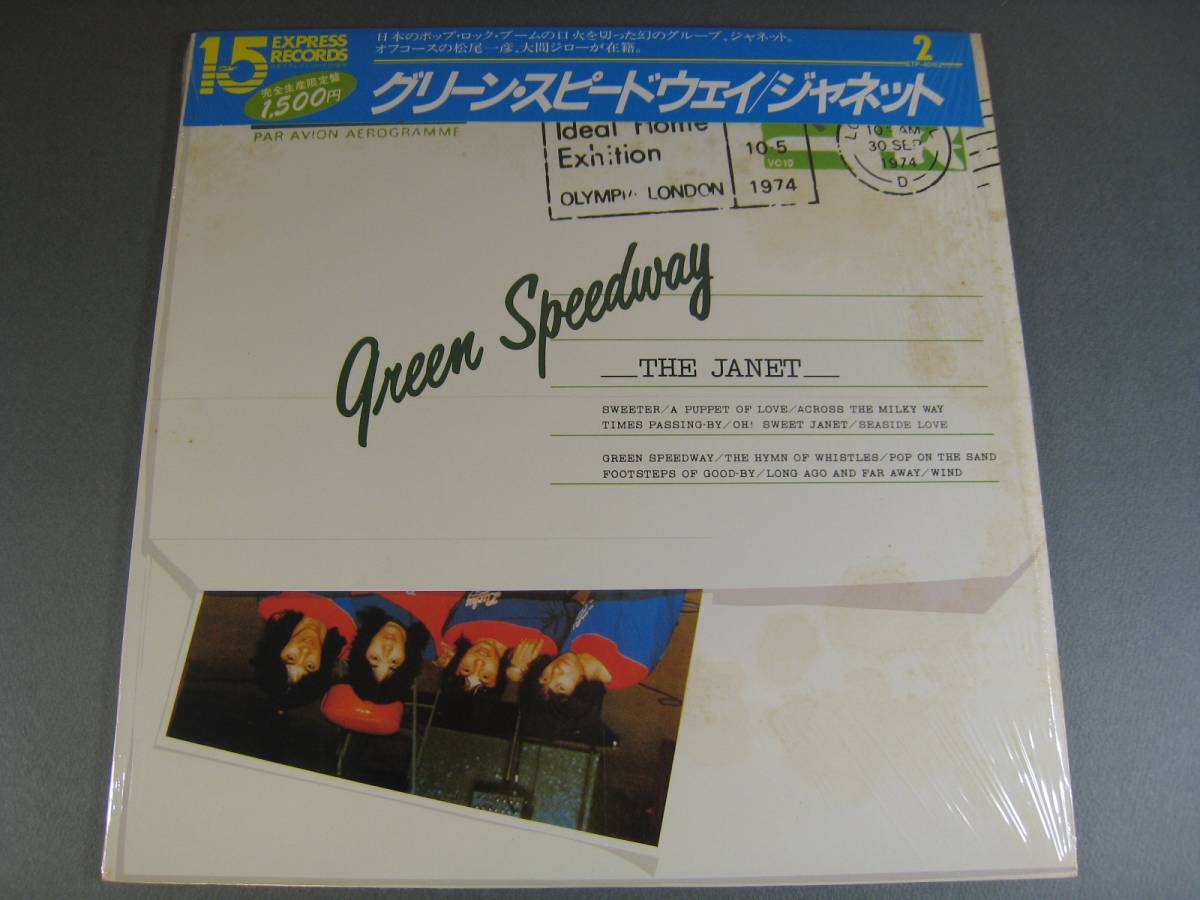 15 EXPRESS RECORDS
日本のポップ・ロック・ブームの口火を切った幻のグループ、ジャネット。
オフコースの松尾一彦、大間ジローが在籍。
2
完全生産限定盤
1,500円
グリーン・スピードウェイ/ジャネット
PAR AVION AEROGRAMME
Ideal Home
Exhibition
OLYMPIA LONDON
10-5
1974
VOID
AM
30 SEP
1974
D
Green Speedway
THE JANET
SWEETER/A PUPPET OF LOVE/ACROSS THE MILKY WAY
TIMES PASSING-BY/OH! SWEET JANET/SEASIDE LOVE
GREEN SPEEDWAY/THE HYMN OF WHISTLES/POP ON THE SAND
FOOTSTEPS OF GOOD-BY/LONG AGO AND FAR AWAY/WIND